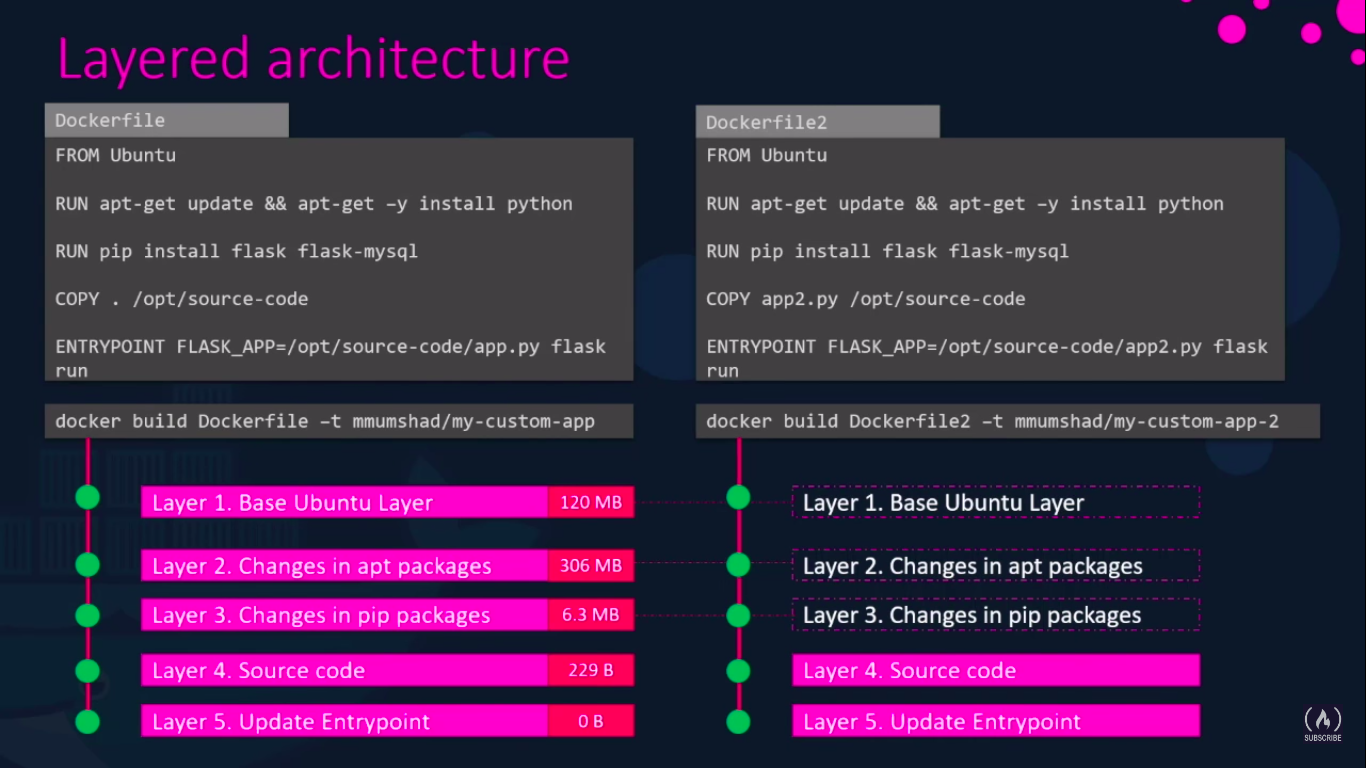 Layered architecture
Dockerfile
FROM Ubuntu
RUN apt-get update && apt-get –y install python
RUN pip install flask flask-mysql
COPY . /opt/source-code
ENTRYPOINT FLASK_APP=/opt/source-code/app.py flask
run
docker build Dockerfile –t mmumshad/my-custom-app
Layer 1. Base Ubuntu Layer 120 MB
Layer 2. Changes in apt packages 306 MB
Layer 3. Changes in pip packages 6.3 MB
Layer 4. Source code 229 B
Layer 5. Update Entrypoint 0 B
Dockerfile2
FROM Ubuntu
RUN apt-get update && apt-get –y install python
RUN pip install flask flask-mysql
COPY app2.py /opt/source-code
ENTRYPOINT FLASK_APP=/opt/source-code/app2.py flask
run
docker build Dockerfile2 –t mmumshad/my-custom-app-2
Layer 1. Base Ubuntu Layer
Layer 2. Changes in apt packages
Layer 3. Changes in pip packages
Layer 4. Source code
Layer 5. Update Entrypoint
SUBSCRIBE